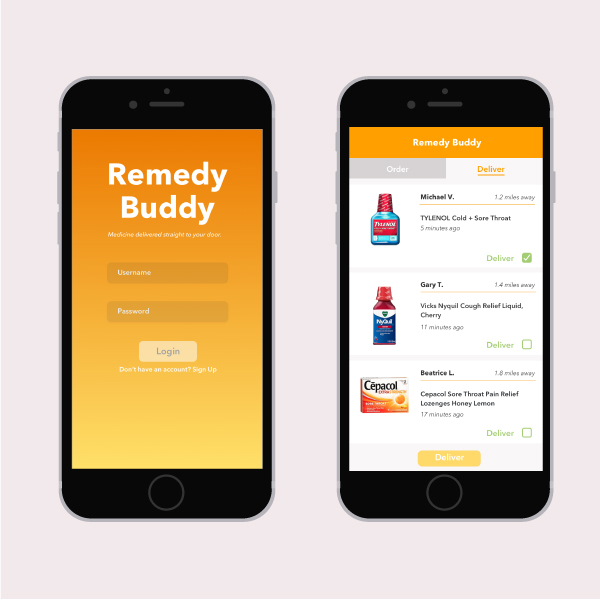 Remedy
Buddy
Medicine delivered straight to your door.
Username
Password
Login
Don't have an account? Sign Up
Remedy Buddy
Order
Deliver
TYLENOL
Michael V.
1.2 miles away
TYLENOL Cold + Sore Throat
5 minutes ago
Deliver
NyQuil
Gary T.
1.4 miles away
Vicks Nyquil Cough Relief Liquid,
Cherry
11 minutes ago
Deliver
Cēpacol
Beatrice L.
1.8 miles away
Cepacol Sore Throat Pain Relief
Lozenges Honey Lemon
17 minutes ago
Deliver
Deliver